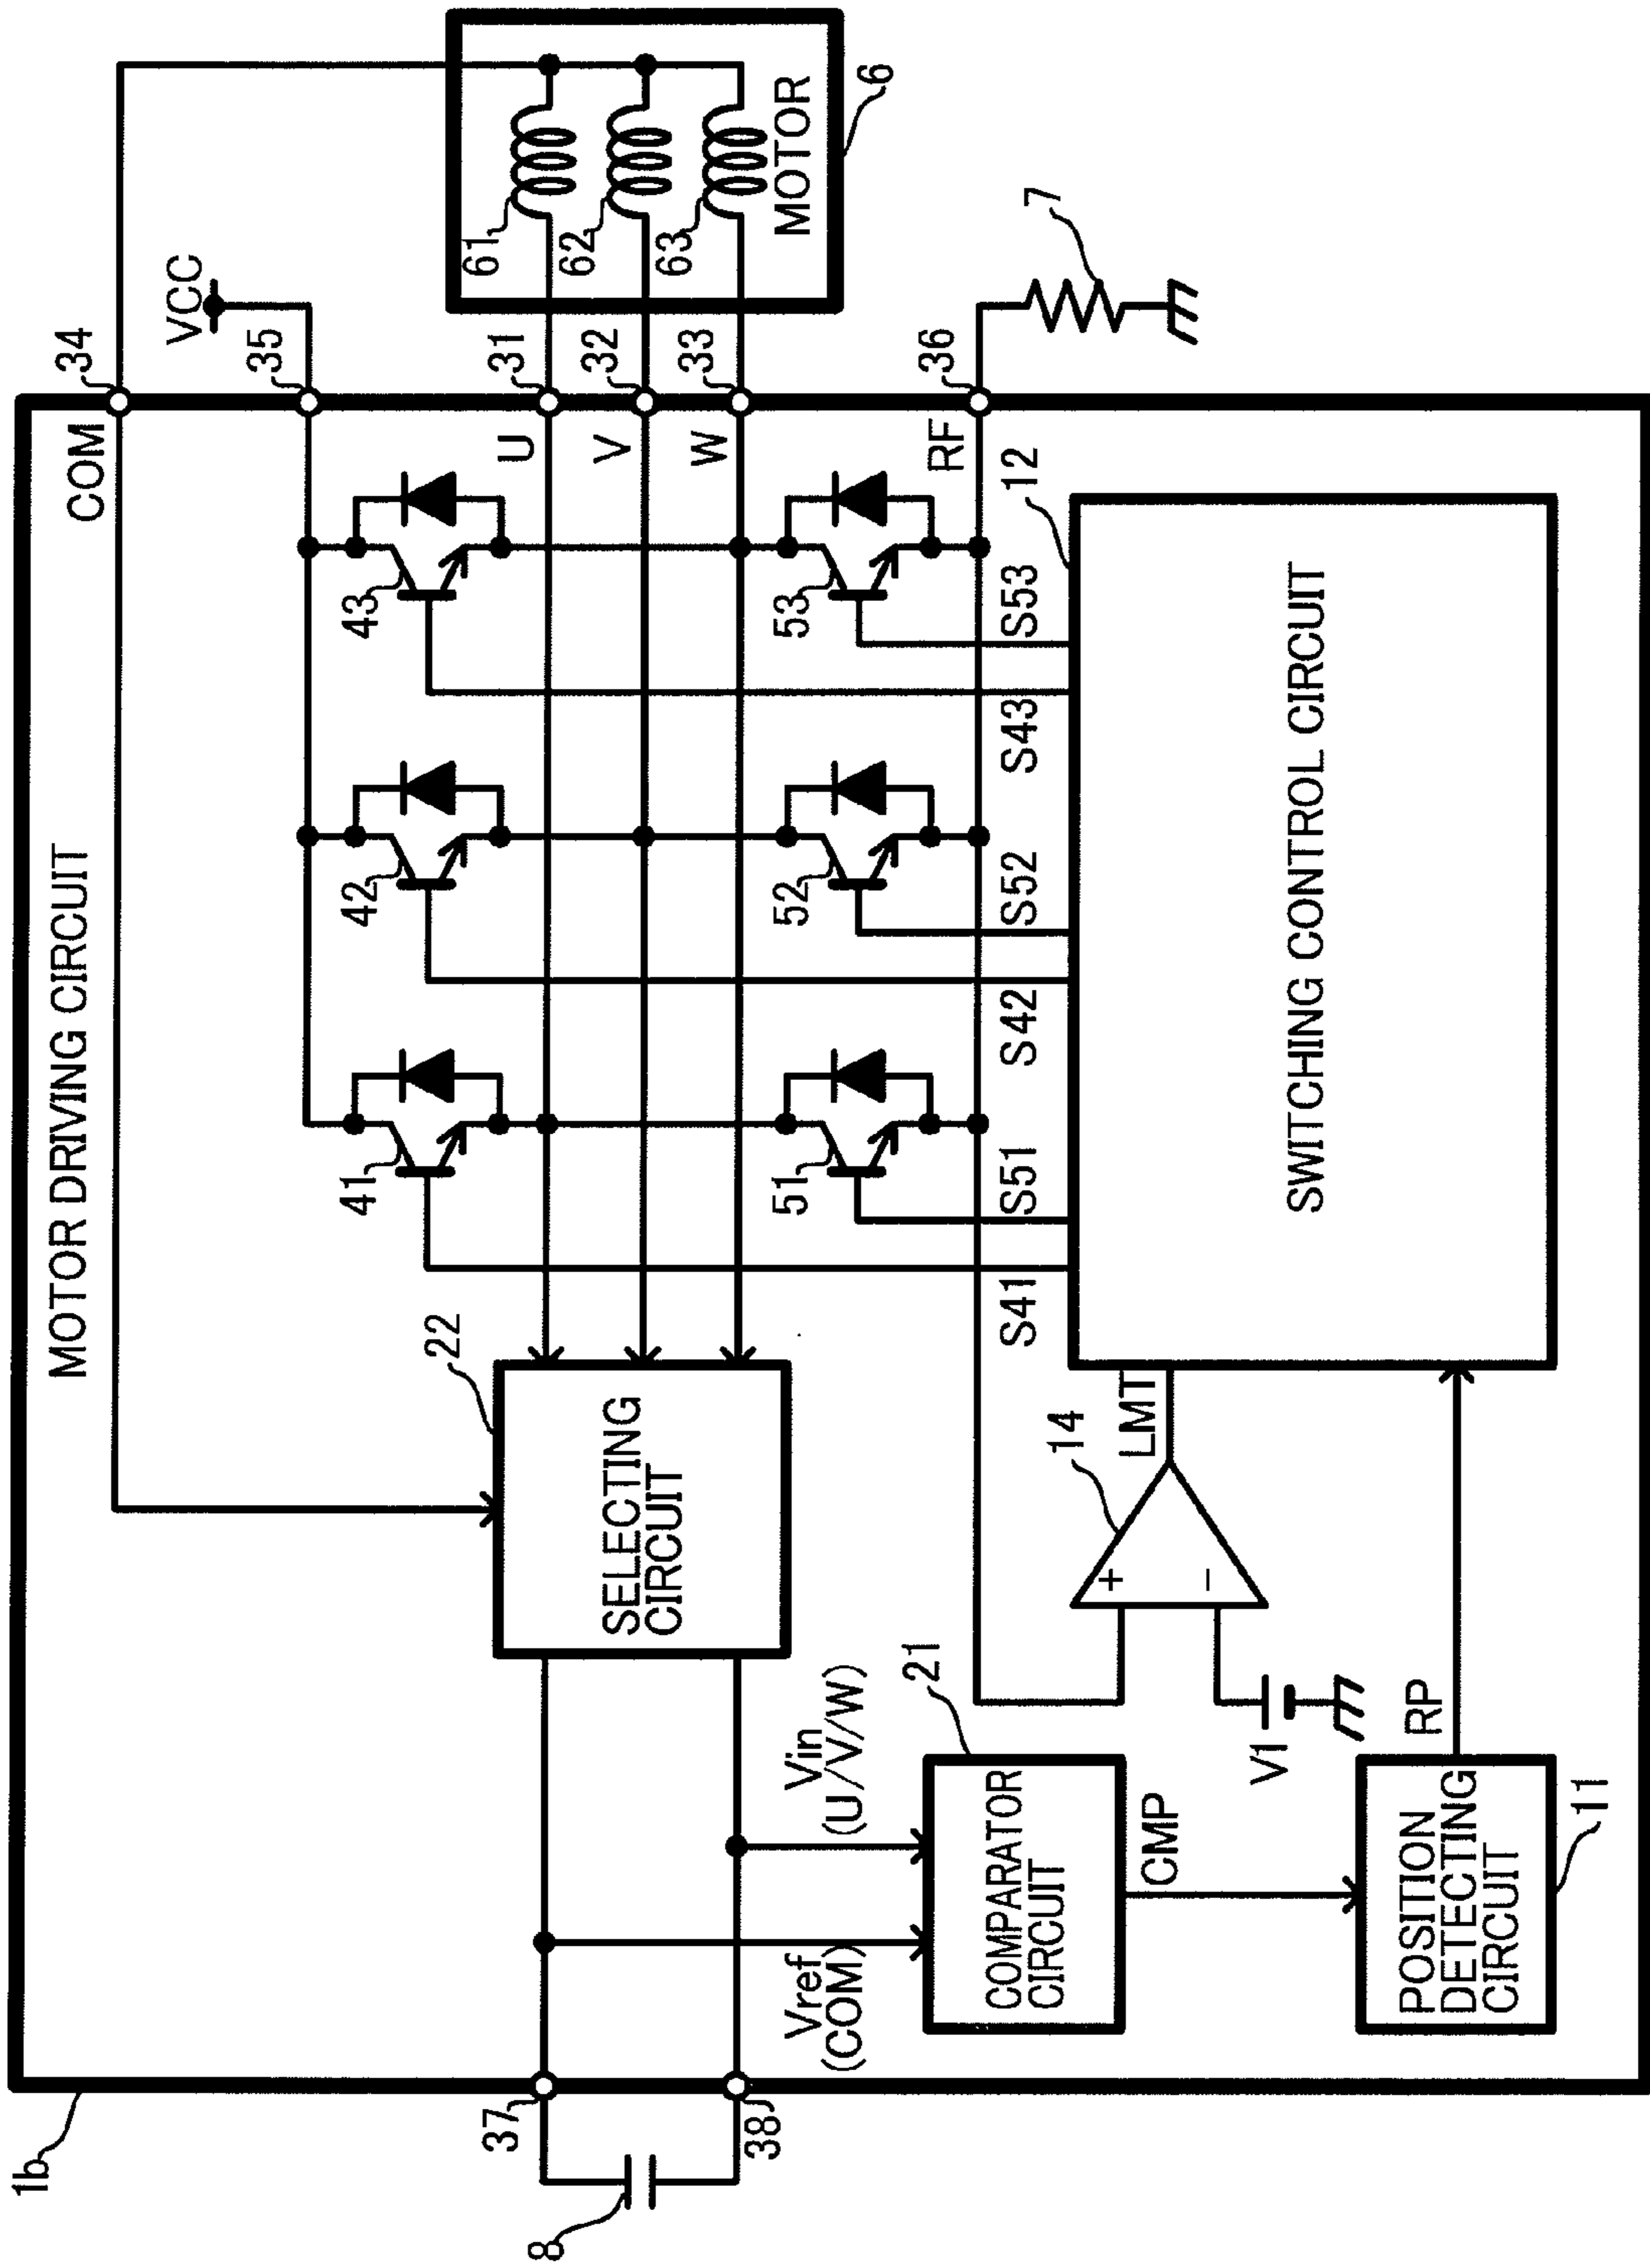 1b
MOTOR DRIVING CIRCUIT
COM
34
VCC
35
U
31
V
32
W
33
RF
36
61
62
63
MOTOR
6
7
41
42
43
51
52
53
22
SELECTING
CIRCUIT
37
38
8
Vref
(COM)
Vin
(U/V/W)
21
COMPARATOR
CIRCUIT
CMP
14
+
−
LMT
V1
POSITION
DETECTING
CIRCUIT
11
RP
S41
S51
S42
S52
S43
S53
12
SWITCHING CONTROL CIRCUIT